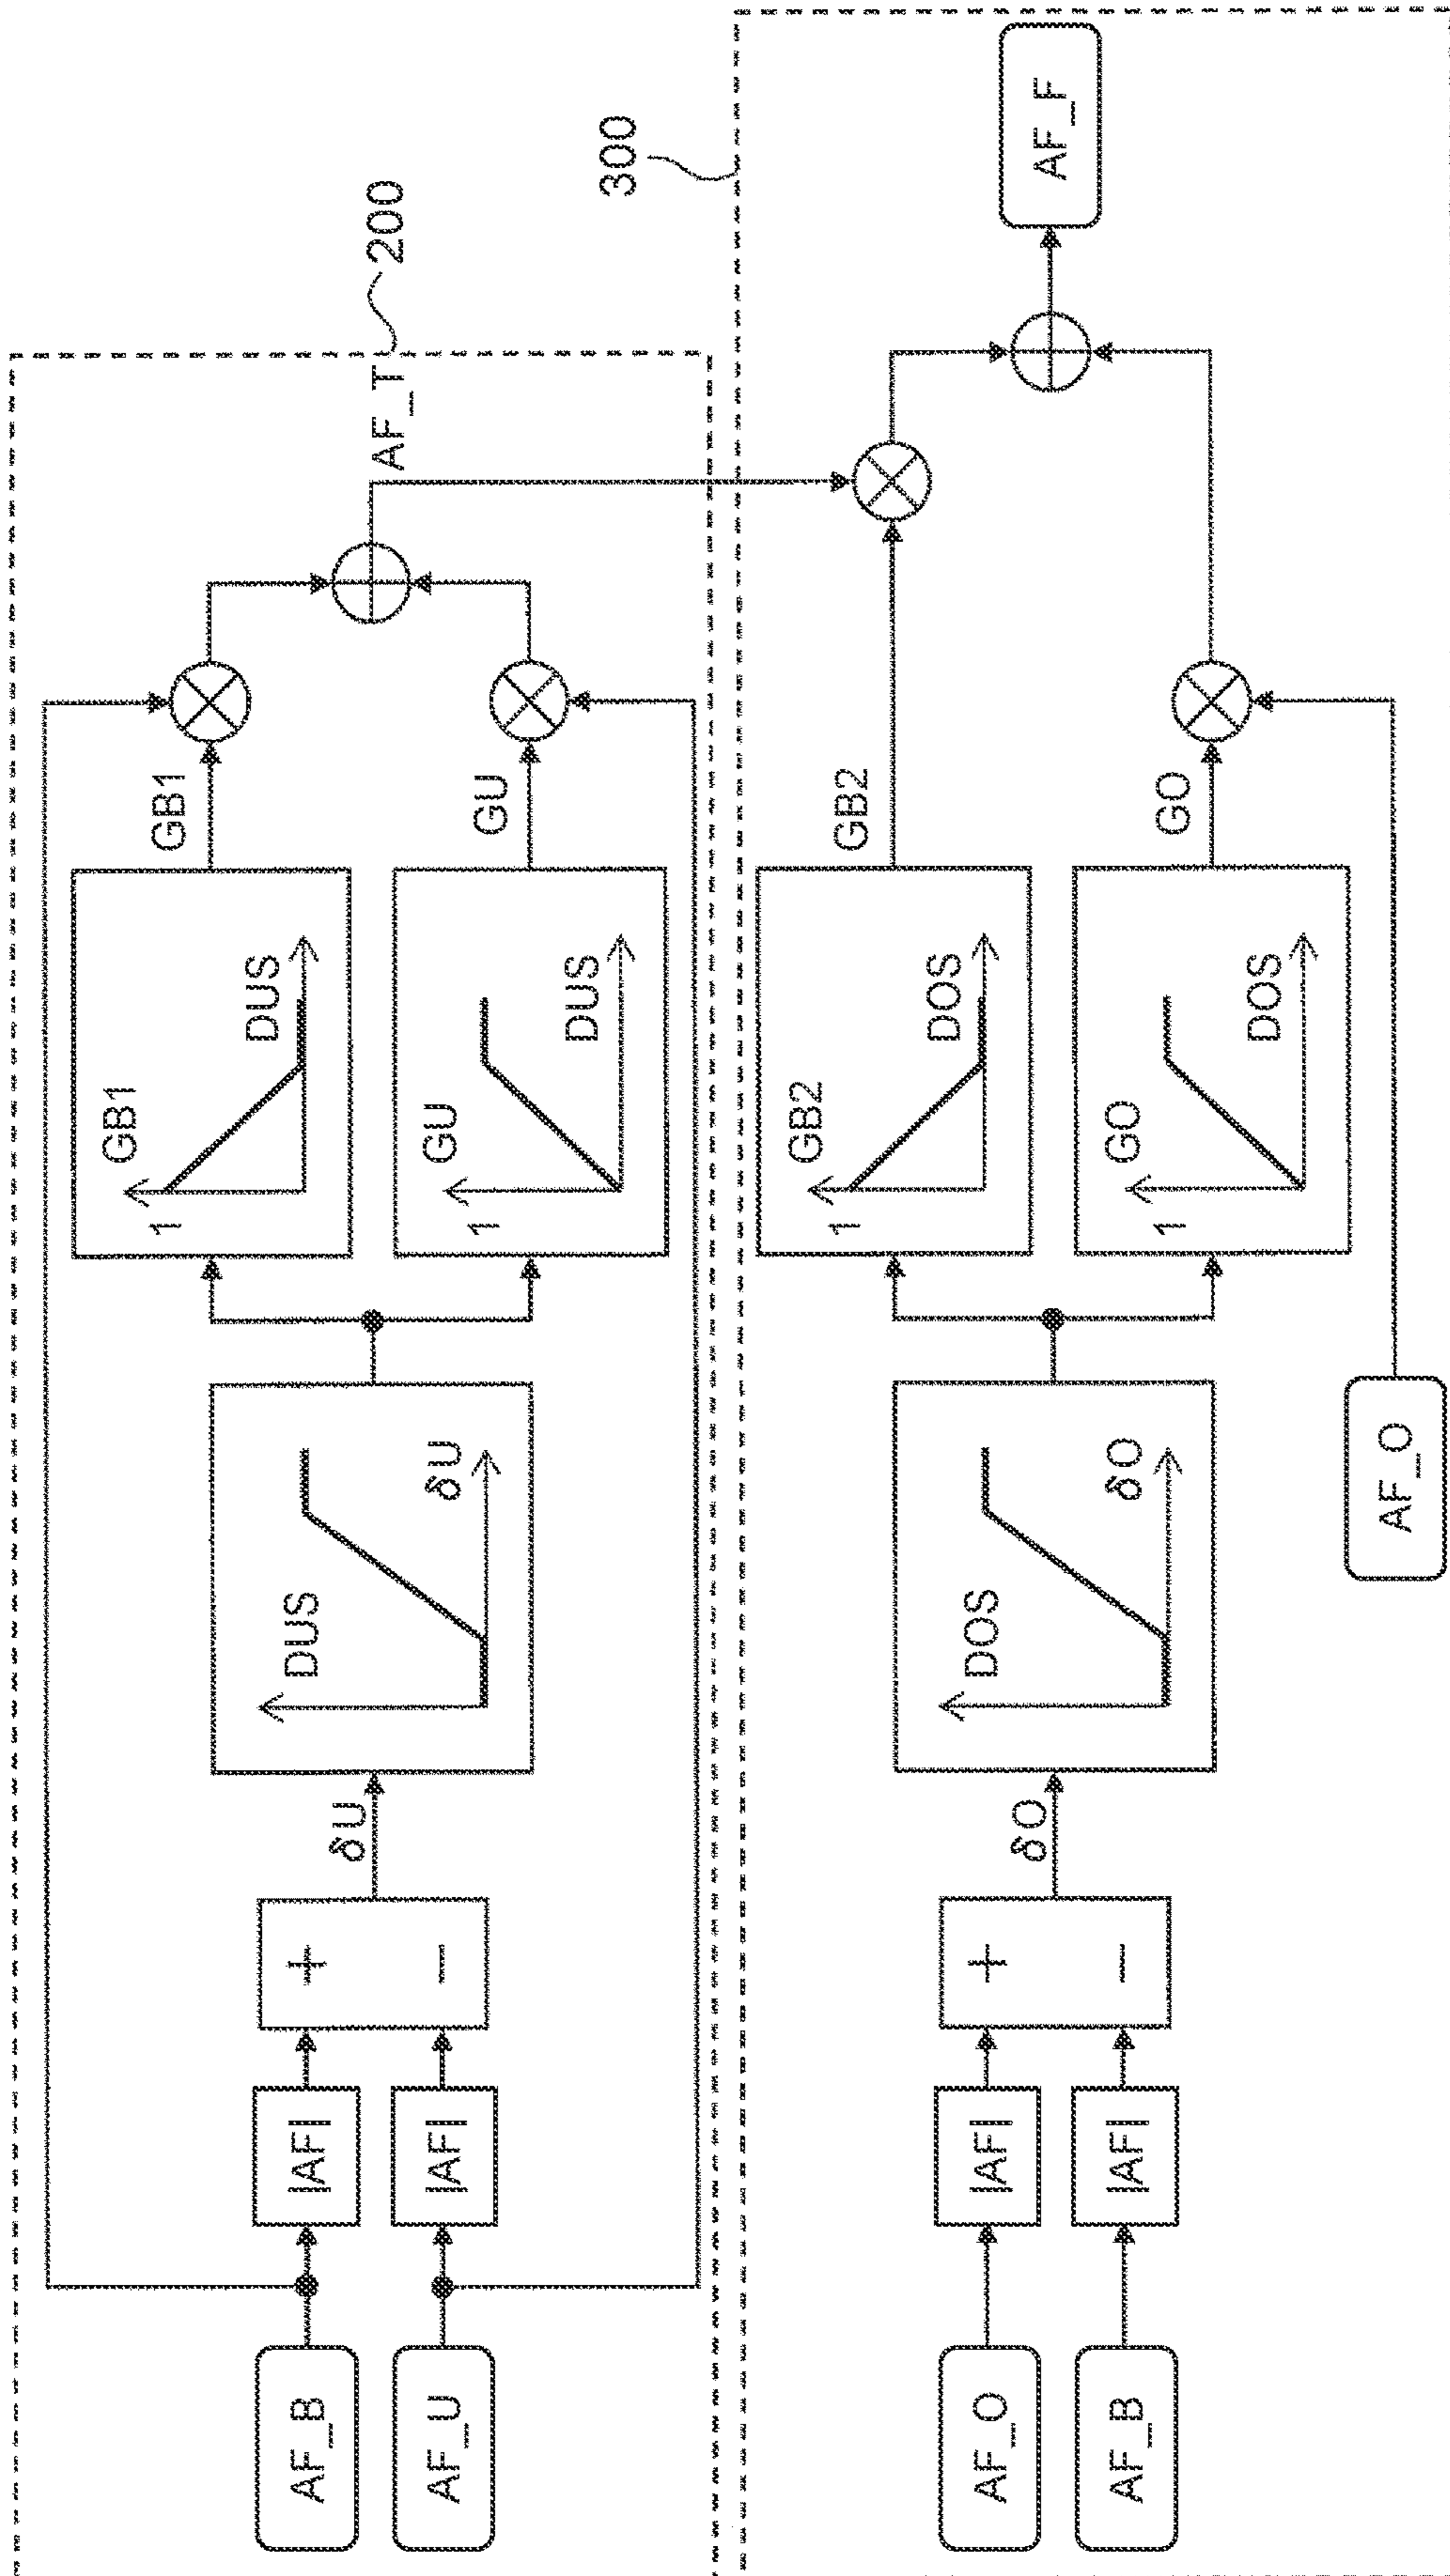 AF_B
AF_U
|AF|
|AF|
+
−
δU
DUS
δU
GB1
1
DUS
GU
1
DUS
GB1
GU
AF_T
200
300
AF_O
AF_B
|AF|
|AF|
+
−
δO
DOS
δO
GB2
1
DOS
GO
1
DOS
GB2
GO
AF_O
AF_F